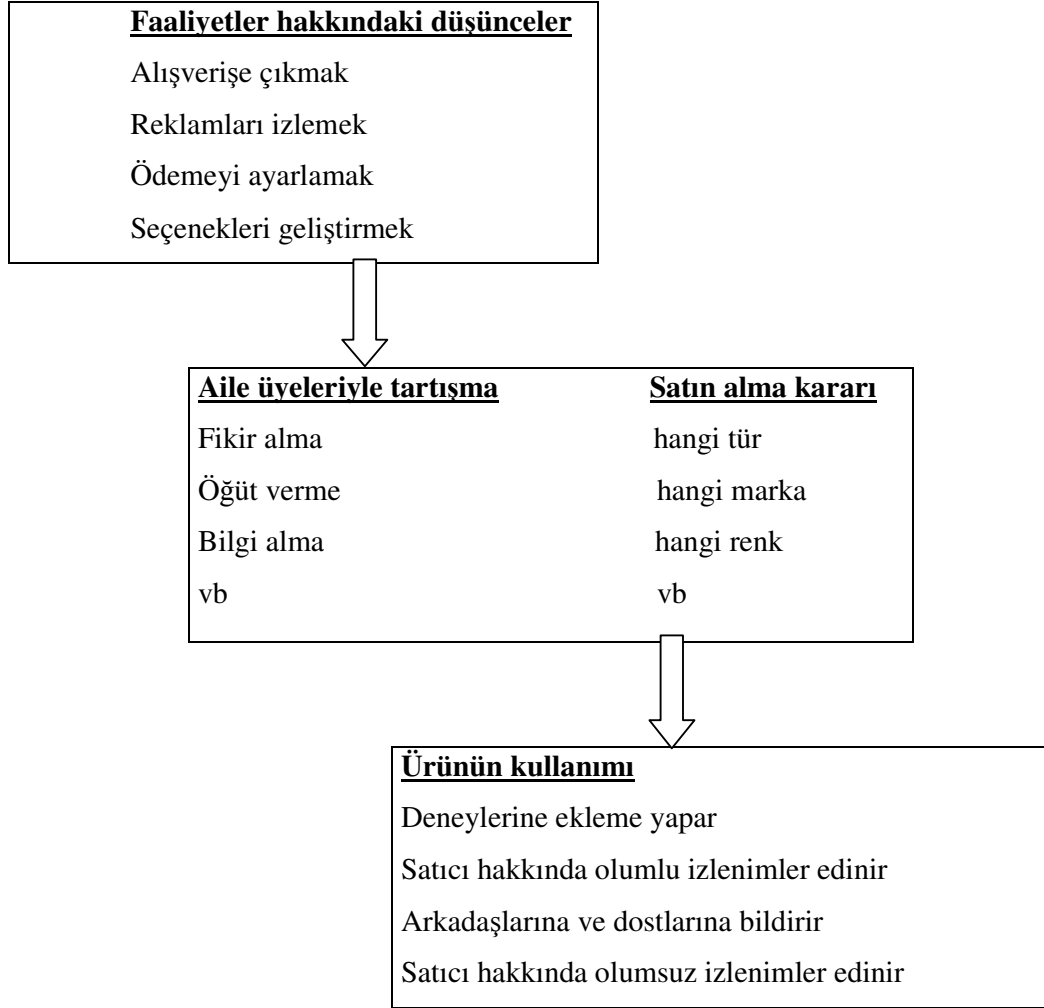 Faaliyetler hakkındaki düşünceler
Alışverişe çıkmak
Reklamları izlemek
Ödemeyi ayarlamak
Seçenekleri geliştirmek
Aile üyeleriyle tartışma Satın alma kararı
Fikir alma hangi tür
Öğüt verme hangi marka
Bilgi alma hangi renk
vb vb
Ürünün kullanımı
Deneylerine ekleme yapar
Satıcı hakkında olumlu izlenimler edinir
Arkadaşlarına ve dostlarına bildirir
Satıcı hakkında olumsuz izlenimler edinir